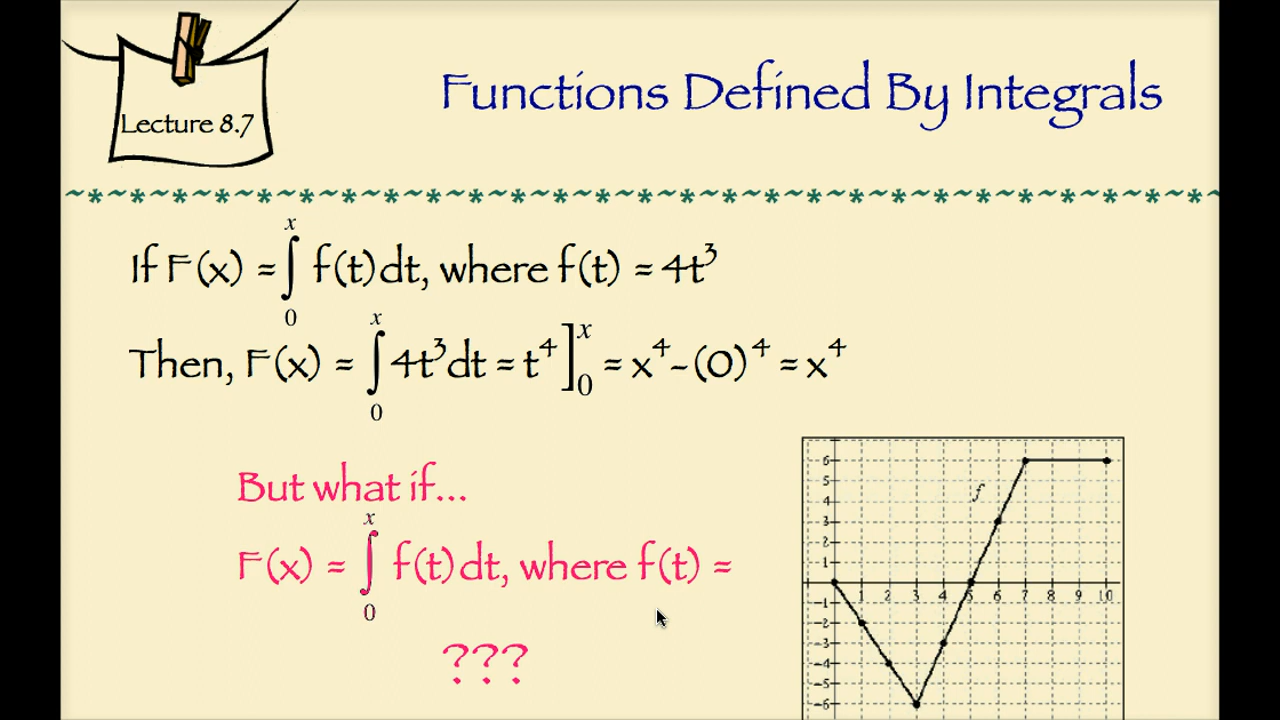 Lecture 8.7
Functions Defined By Integrals
~*~*~*~*~*~*~*~*~*~*~*~*~*~*~*~*~*~*~*~*~*~*~*~*~*~*~*~
If F(x) = ∫₀ˣ f(t)dt, where f(t) = 4t³
Then, F(x) = ∫₀ˣ 4t³dt = t⁴]₀ˣ = x⁴-(0)⁴ = x⁴
But what if...
F(x) = ∫₀ˣ f(t)dt, where f(t) =
???
f
6
5
4
3
2
1
1 2 3 4 5 6 7 8 9 10
-1
-2
-3
-4
-5
-6